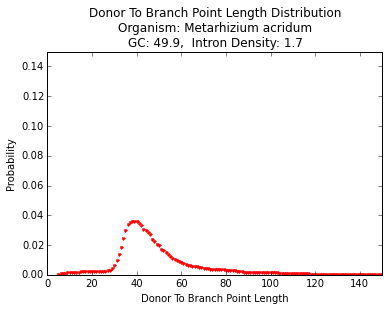 Donor To Branch Point Length Distribution
Organism: Metarhizium acridum
GC: 49.9,  Intron Density: 1.7
0.14
0.12
0.10
0.08
0.06
0.04
0.02
0.00
Probability
0 20 40 60 80 100 120 140
Donor To Branch Point Length